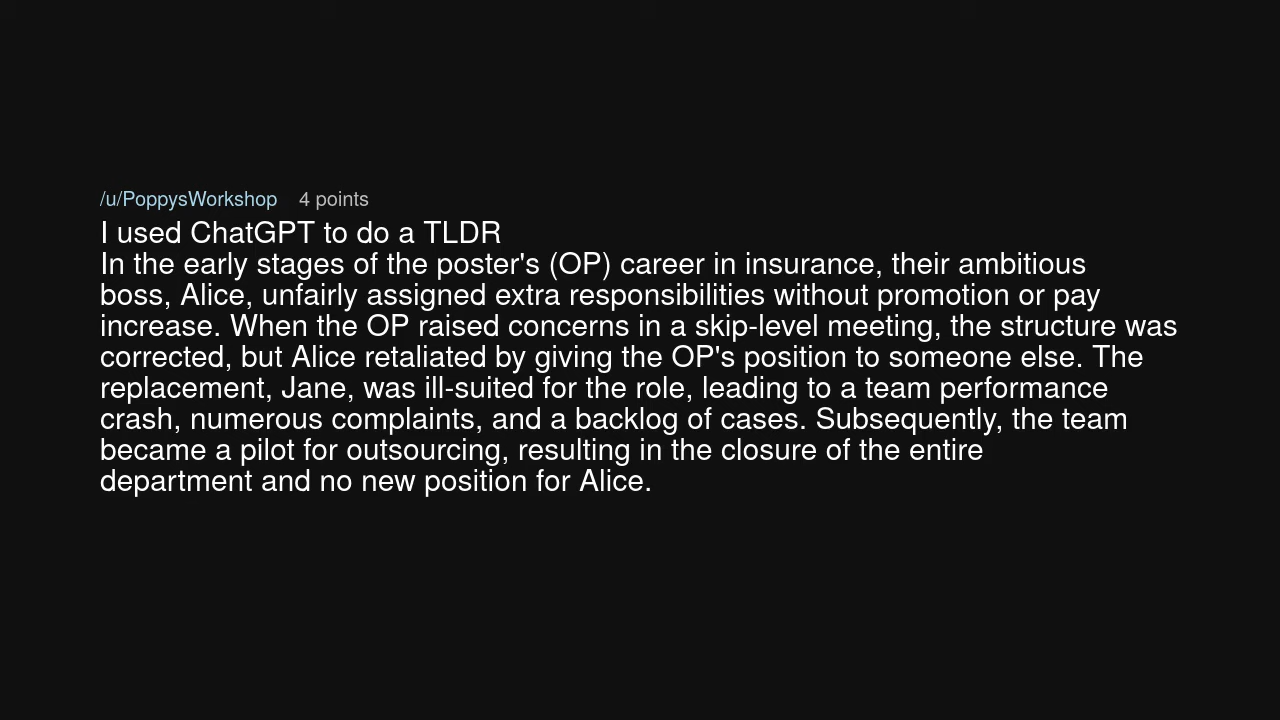 /u/PoppysWorkshop 4 points
I used ChatGPT to do a TLDR
In the early stages of the poster's (OP) career in insurance, their ambitious
boss, Alice, unfairly assigned extra responsibilities without promotion or pay
increase. When the OP raised concerns in a skip-level meeting, the structure was
corrected, but Alice retaliated by giving the OP's position to someone else. The
replacement, Jane, was ill-suited for the role, leading to a team performance
crash, numerous complaints, and a backlog of cases. Subsequently, the team
became a pilot for outsourcing, resulting in the closure of the entire
department and no new position for Alice.